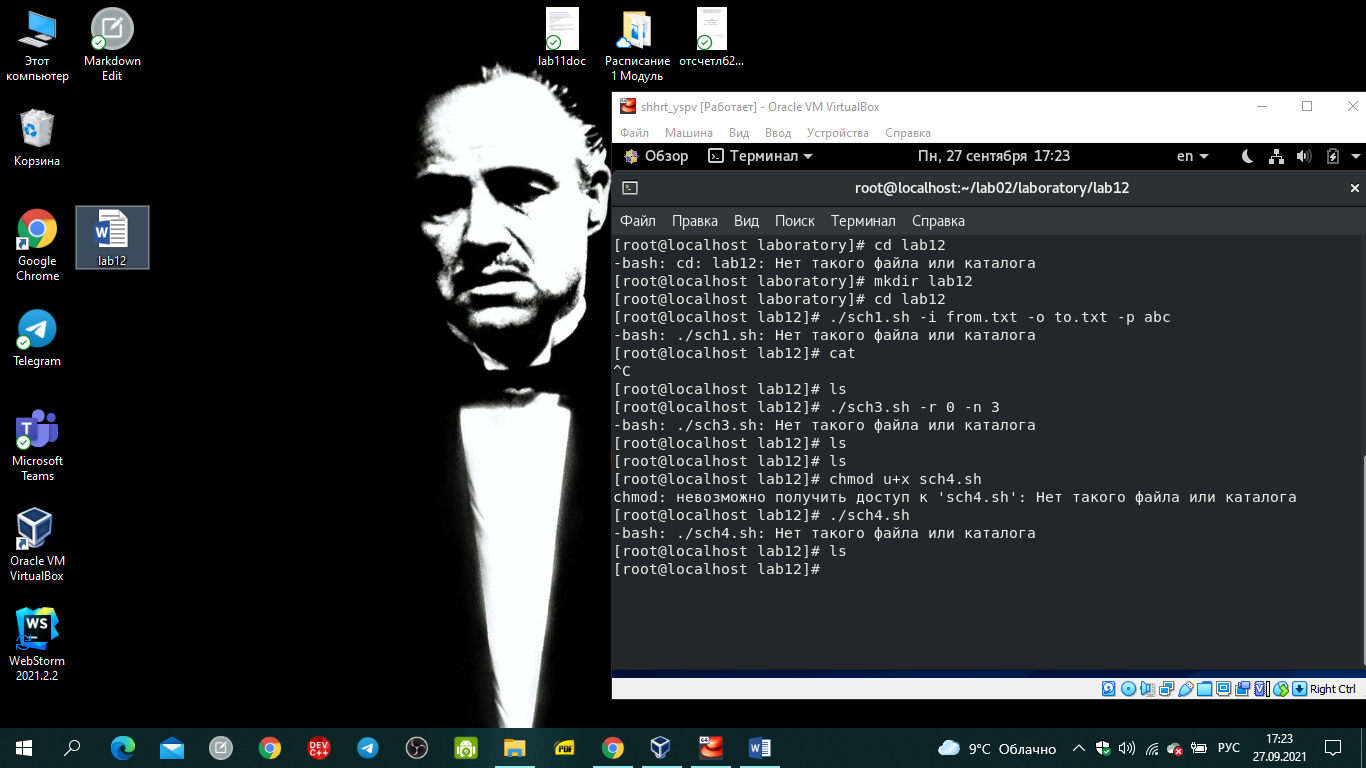 Этот
компьютер
Markdown
Edit
lab11doc
Расписание
1 Модуль
отсчетлб2...
Корзина
Google
Chrome
lab12
Telegram
Microsoft
Teams
Oracle VM
VirtualBox
WS
WebStorm
2021.2.2
64
shhrt_yspv [Работает] - Oracle VM VirtualBox
Файл Машина Вид Ввод Устройства Справка
Обзор Терминал Пн, 27 сентября 17:23 en
root@localhost:~/lab02/laboratory/lab12
Файл Правка Вид Поиск Терминал Справка
[root@localhost laboratory]# cd lab12
-bash: cd: lab12: Нет такого файла или каталога
[root@localhost laboratory]# mkdir lab12
[root@localhost laboratory]# cd lab12
[root@localhost lab12]# ./sch1.sh -i from.txt -o to.txt -p abc
-bash: ./sch1.sh: Нет такого файла или каталога
[root@localhost lab12]# cat
^C
[root@localhost lab12]# ls
[root@localhost lab12]# ./sch3.sh -r 0 -n 3
-bash: ./sch3.sh: Нет такого файла или каталога
[root@localhost lab12]# ls
[root@localhost lab12]# ls
[root@localhost lab12]# chmod u+x sch4.sh
chmod: невозможно получить доступ к 'sch4.sh': Нет такого файла или каталога
[root@localhost lab12]# ./sch4.sh
-bash: ./sch4.sh: Нет такого файла или каталога
[root@localhost lab12]# ls
[root@localhost lab12]#
Right Ctrl
DEV
C++
PDF
64
9°C Облачно
РУС
17:23
27.09.2021